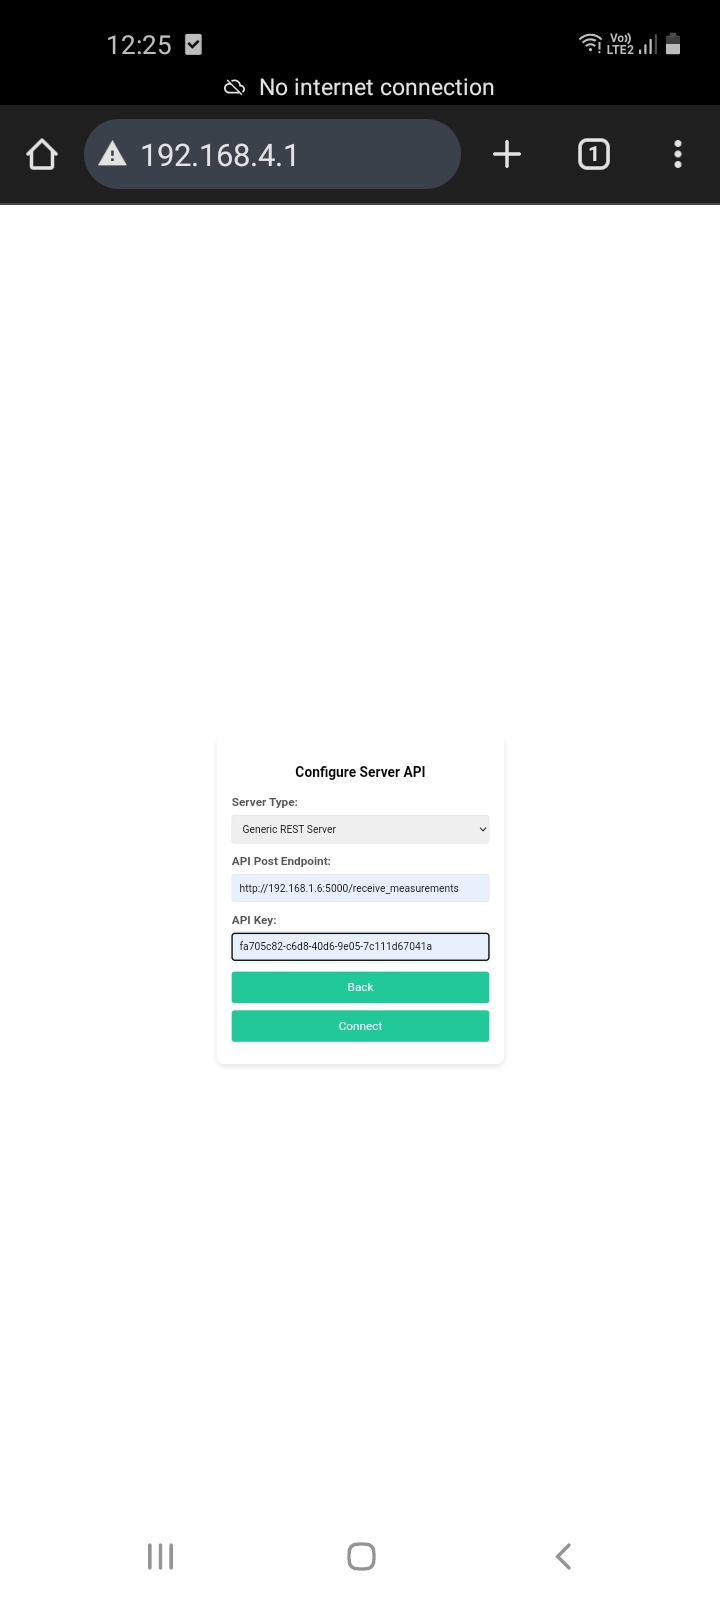 12:25
Vo))
LTE2
No internet connection
192.168.4.1
1
Configure Server API
Server Type:
Generic REST Server
API Post Endpoint:
http://192.168.1.6:5000/receive_measurements
API Key:
fa705c82-c6d8-40d6-9e05-7c111d67041a
Back
Connect